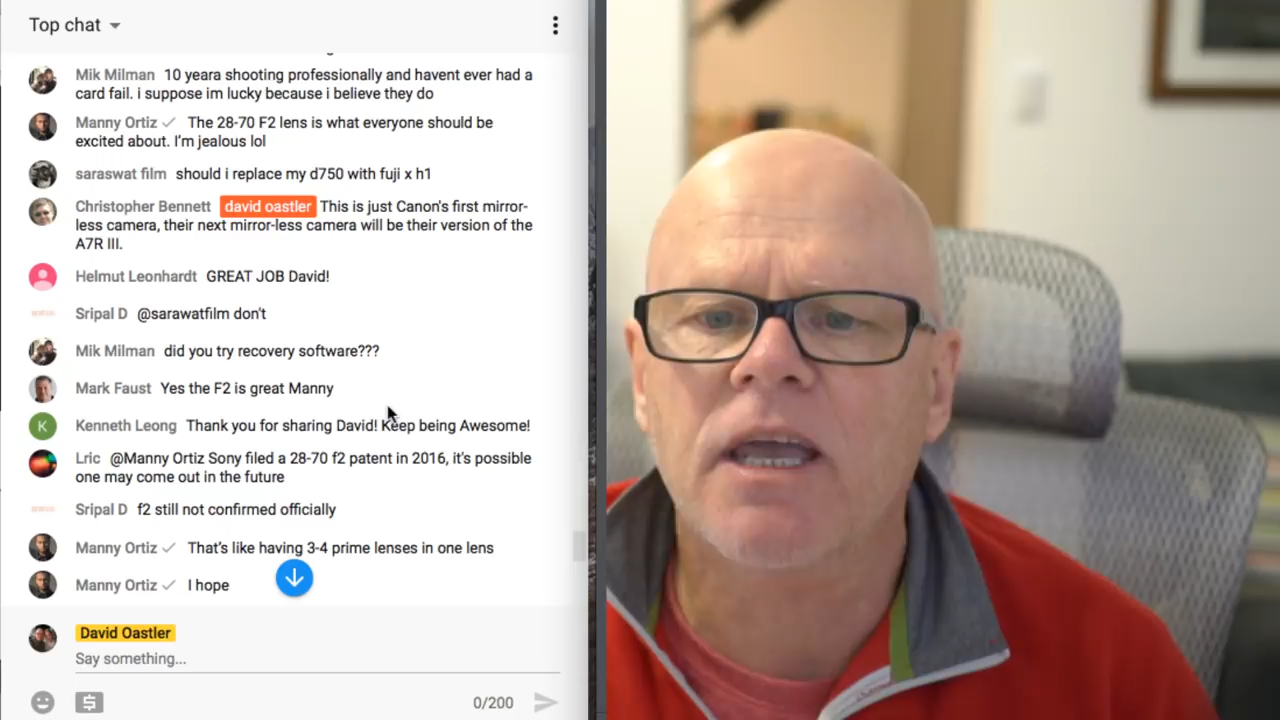 Top chat
Mik Milman 10 yeara shooting professionally and havent ever had a
card fail. i suppose im lucky because i believe they do
Manny Ortiz The 28-70 F2 lens is what everyone should be
excited about. I'm jealous lol
saraswat film should i replace my d750 with fuji x h1
Christopher Bennett david oastler This is just Canon's first mirror-
less camera, their next mirror-less camera will be their version of the
A7R III.
Helmut Leonhardt GREAT JOB David!
Sripal D @sarawatfilm don't
Mik Milman did you try recovery software???
Mark Faust Yes the F2 is great Manny
K Kenneth Leong Thank you for sharing David! Keep being Awesome!
Lric @Manny Ortiz Sony filed a 28-70 f2 patent in 2016, it's possible
one may come out in the future
Sripal D f2 still not confirmed officially
Manny Ortiz That's like having 3-4 prime lenses in one lens
Manny Ortiz I hope
David Oastler
Say something...
$ 0/200